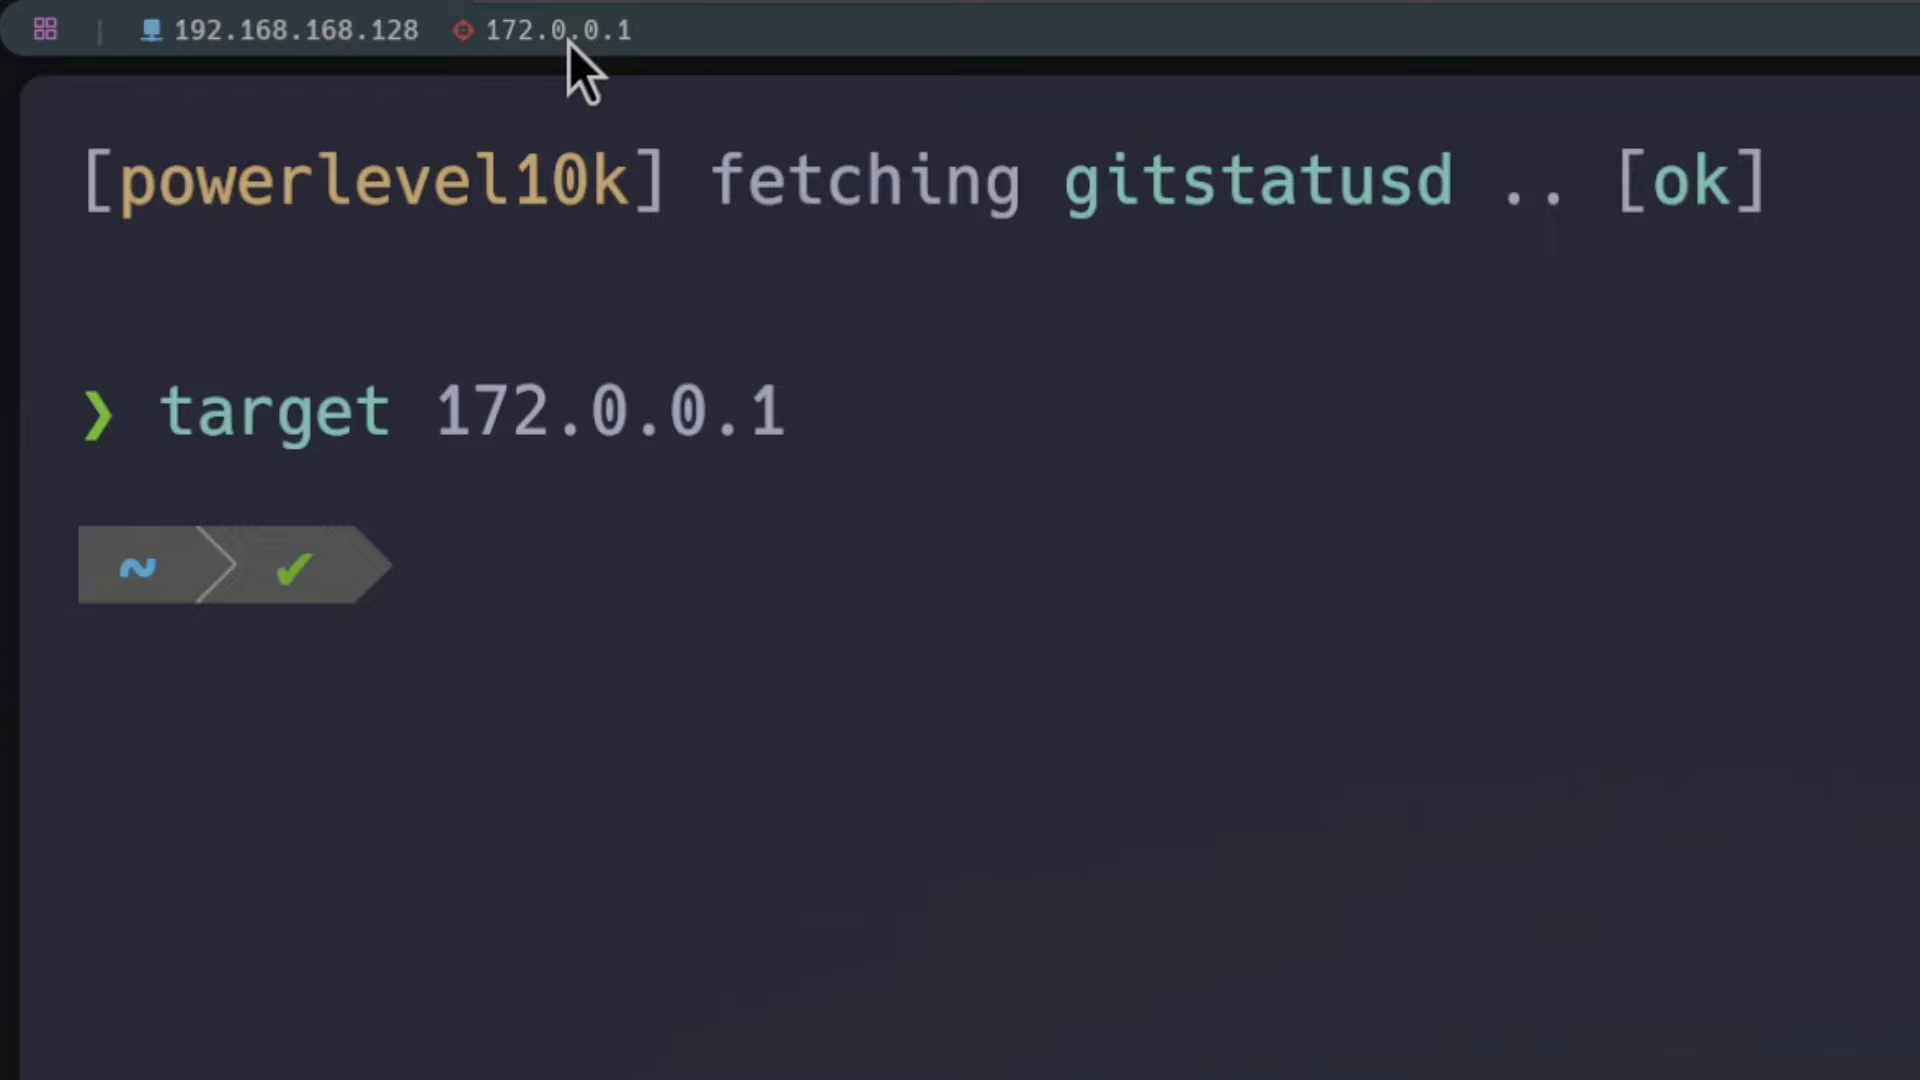 192.168.168.128 172.0.0.1
[powerlevel10k] fetching gitstatusd .. [ok]
❯ target 172.0.0.1
~ ✔